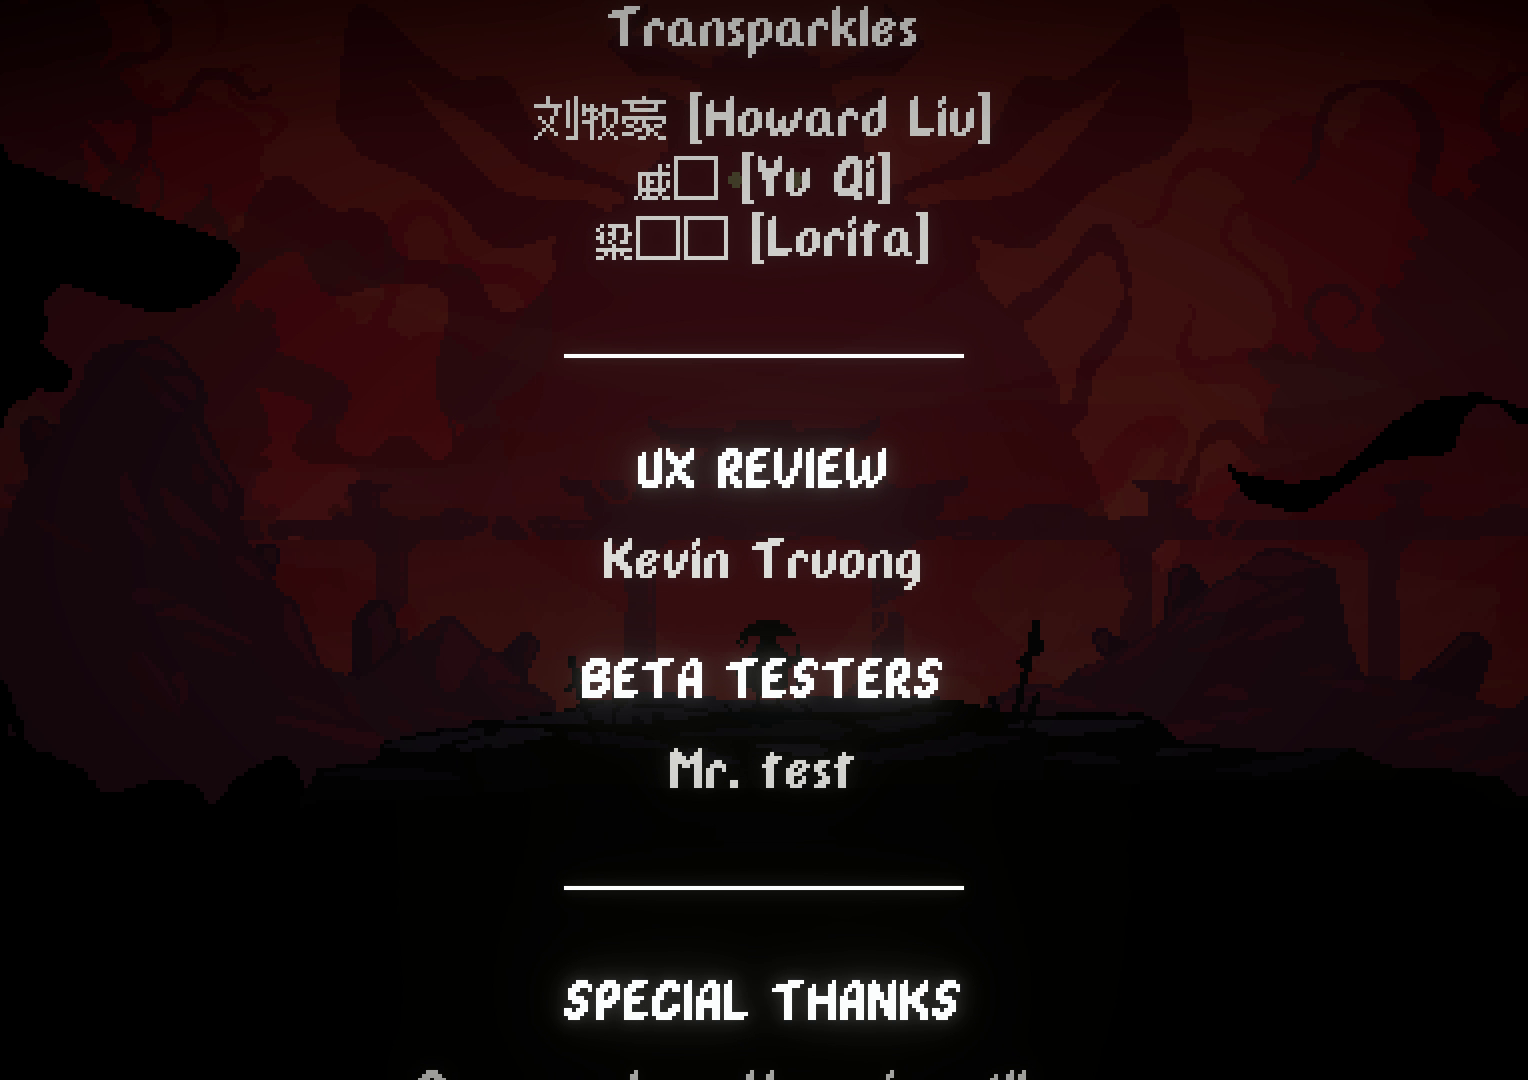 Transparkles
刘牧豪 [Howard Liu]
戚□ [Yu Qi]
梁□□ [Lorita]
UX REVIEW
Kevin Truong
BETA TESTERS
Mr. test
SPECIAL THANKS